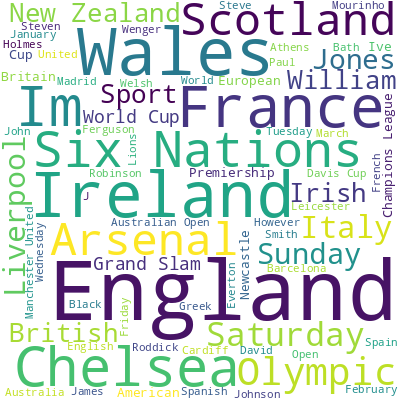 New Zealand
Steve
Mourinho
Scotland
Steven
January
Wales
Wenger
Athens
Bath
Ive
Holmes
Cup
United
Paul
Jones
Britain
Madrid
Welsh
World
European
William
Im
Sport
France
League
World Cup
John
Ferguson
Tuesday
March
Six Nations
Lions
Champions
Liverpool
Robinson
Premiership
Davis Cup
French
Ireland
Irish
J
Leicester
Australian Open
However
Italy
Manchester United
Wednesday
Arsenal
Smith
Newcastle
Sunday
Grand Slam
Barcelona
England
Everton
Black
Greek
British
Friday
Saturday
English
Roddick
Cardiff
David
Open
Spain
Chelsea
Olympic
Australia
James
American
Spanish
Johnson
February